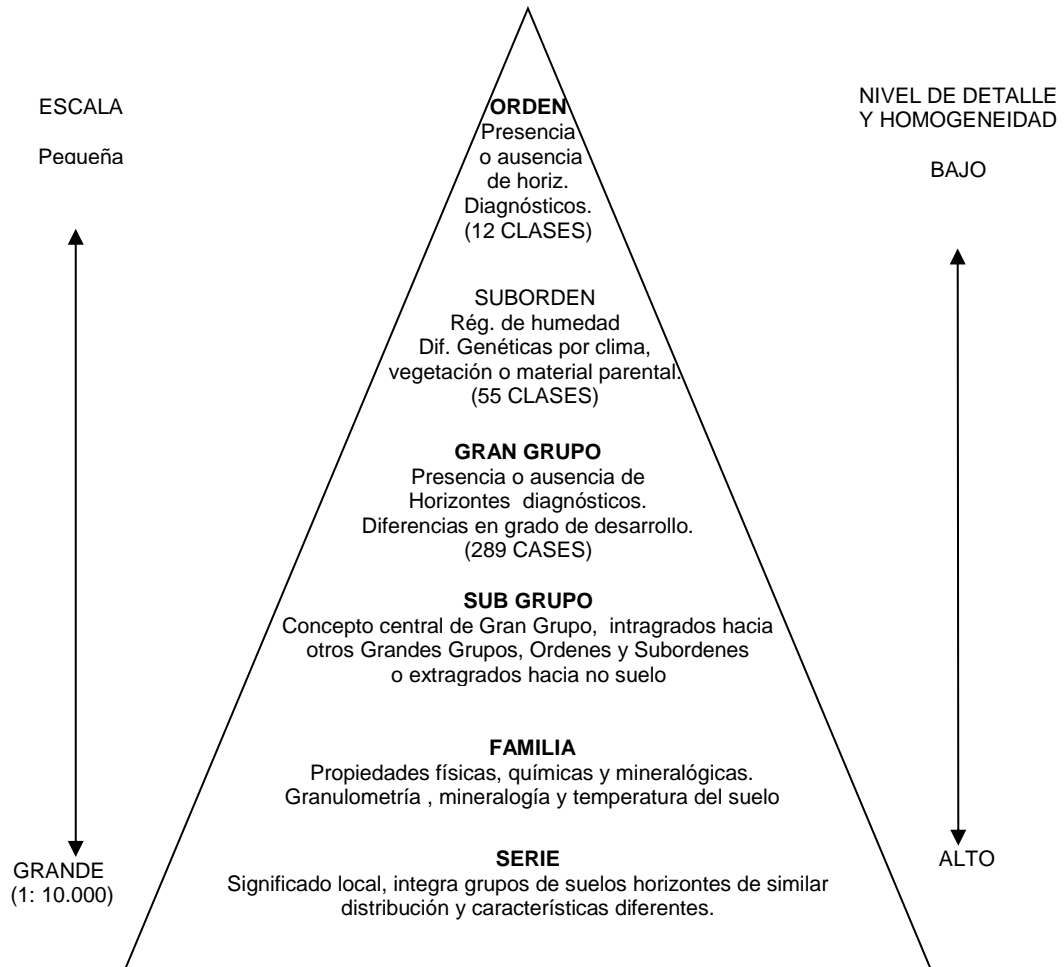 ESCALA
Pequeña
GRANDE
(1: 10.000)
ORDEN
Presencia
o ausencia
de horiz.
Diagnósticos.
(12 CLASES)
SUBORDEN
Rég. de humedad
Dif. Genéticas por clima,
vegetación o material parental.
(55 CLASES)
GRAN GRUPO
Presencia o ausencia de
Horizontes diagnósticos.
Diferencias en grado de desarrollo.
(289 CASES)
SUB GRUPO
Concepto central de Gran Grupo, intragrados hacia
otros Grandes Grupos, Ordenes y Subordenes
o extragrados hacia no suelo
FAMILIA
Propiedades físicas, químicas y mineralógicas.
Granulometría , mineralogía y temperatura del suelo
SERIE
Significado local, integra grupos de suelos horizontes de similar
distribución y características diferentes.
NIVEL DE DETALLE
Y HOMOGENEIDAD
BAJO
ALTO